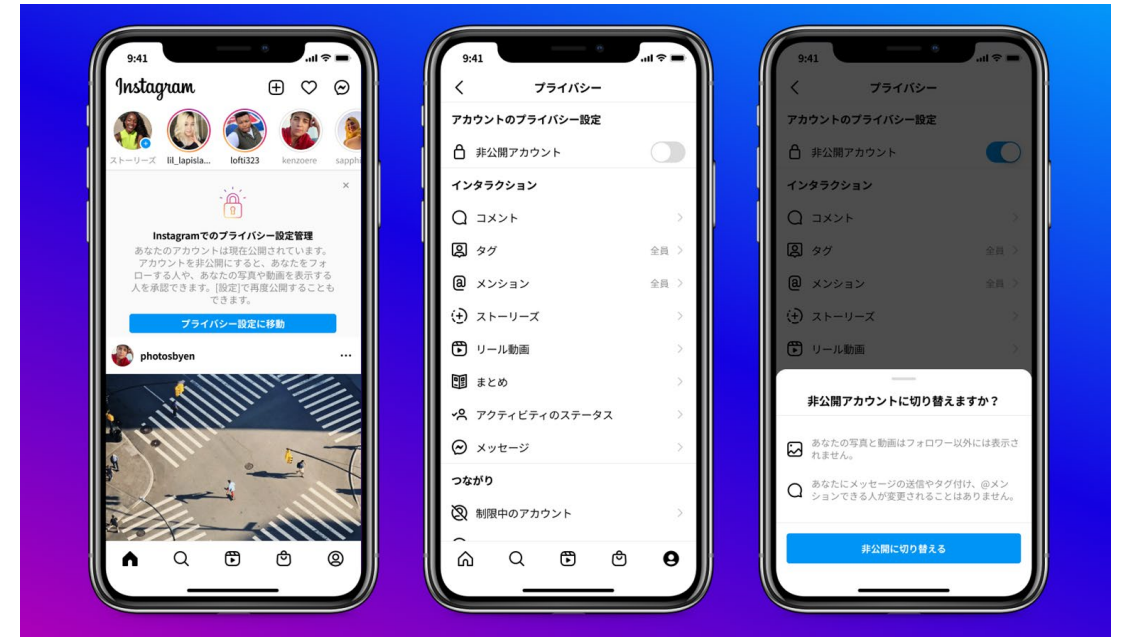 9:41
Instagram
ストーリーズ
lil_lapisla...
lofti323
kenzoere
sapphi
Instagramでのプライバシー設定管理
あなたのアカウントは現在公開されています。
アカウントを非公開にすると、あなたをフォ
ローする人や、あなたの写真や動画を表示する
人を承認できます。[設定]で再度公開することも
できます。
プライバシー設定に移動
photosbyen
9:41
プライバシー
アカウントのプライバシー設定
非公開アカウント
インタラクション
コメント
タグ 全員
メンション 全員
ストーリーズ
リール動画
まとめ
アクティビティのステータス
メッセージ
つながり
制限中のアカウント
9:41
プライバシー
アカウントのプライバシー設定
非公開アカウント
インタラクション
コメント
タグ 全員
メンション 全員
ストーリーズ
リール動画
非公開アカウントに切り替えますか？
あなたの写真と動画はフォロワー以外には表示さ
れません。
あなたにメッセージの送信やタグ付け、@メン
ションできる人が変更されることはありません。
非公開に切り替える